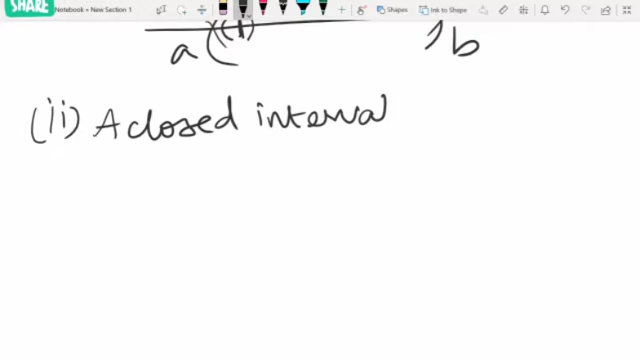 SHARE
Notebook » New Section 1
Shapes
Ink to Shape
a ( ) b
(ii) A closed interval